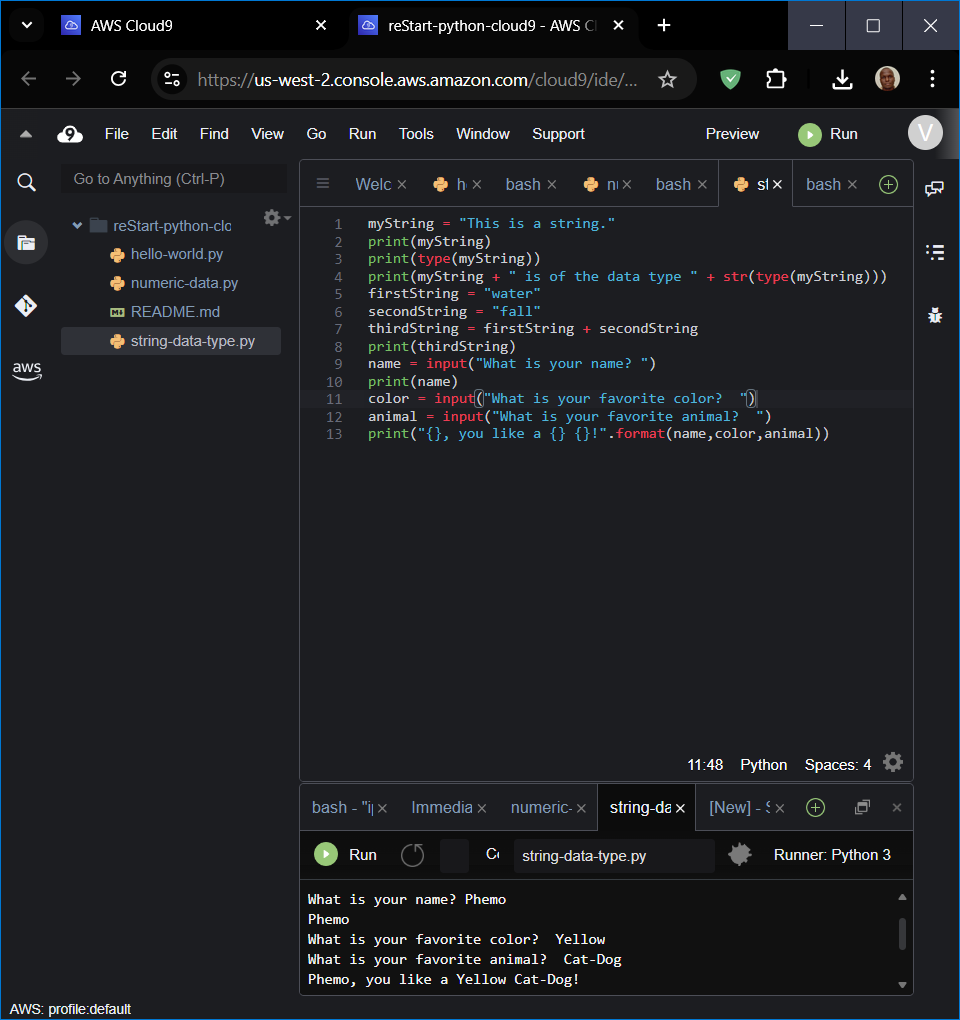 AWS Cloud9
reStart-python-cloud9 - AWS Cl
https://us-west-2.console.aws.amazon.com/cloud9/ide/...
9 File Edit Find View Go Run Tools Window Support Preview Run V
Go to Anything (Ctrl-P)
Welc
bash
bash
st
bash
reStart-python-clo
hello-world.py
numeric-data.py
README.md
string-data-type.py
aws
1 myString = "This is a string."
2 print(myString)
3 print(type(myString))
4 print(myString + " is of the data type " + str(type(myString)))
5 firstString = "water"
6 secondString = "fall"
7 thirdString = firstString + secondString
8 print(thirdString)
9 name = input("What is your name? ")
10 print(name)
11 color = input("What is your favorite color?  ")
12 animal = input("What is your favorite animal?  ")
13 print("{}, you like a {} {}!".format(name,color,animal))
11:48 Python Spaces: 4
bash - "ip Immedia numeric- string-da [New] - S
Run Co string-data-type.py Runner: Python 3
What is your name? Phemo
Phemo
What is your favorite color?  Yellow
What is your favorite animal?  Cat-Dog
Phemo, you like a Yellow Cat-Dog!
AWS: profile:default